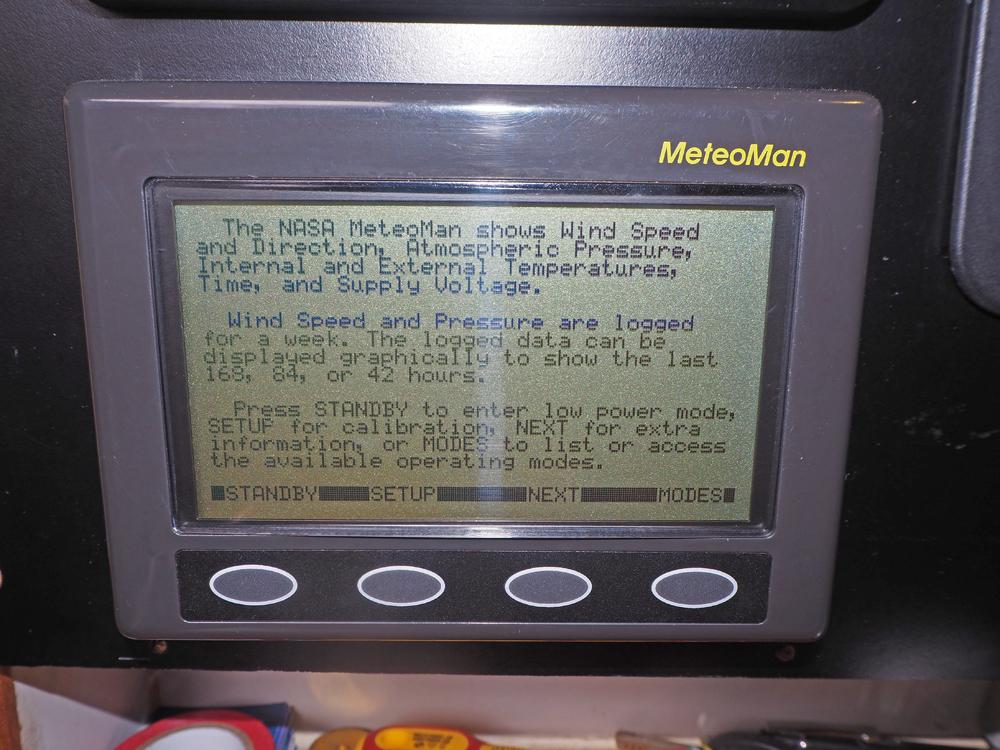 MeteoMan
The NASA MeteoMan shows Wind Speed
and Direction, Atmospheric Pressure,
Internal and External Temperatures,
Time, and Supply Voltage.
Wind Speed and Pressure are logged
for a week. The logged data can be
displayed graphically to show the last
168, 84, or 42 hours.
Press STANDBY to enter low power mode,
SETUP for calibration, NEXT for extra
information, or MODES to list or access
the available operating modes.
STANDBY SETUP NEXT MODES